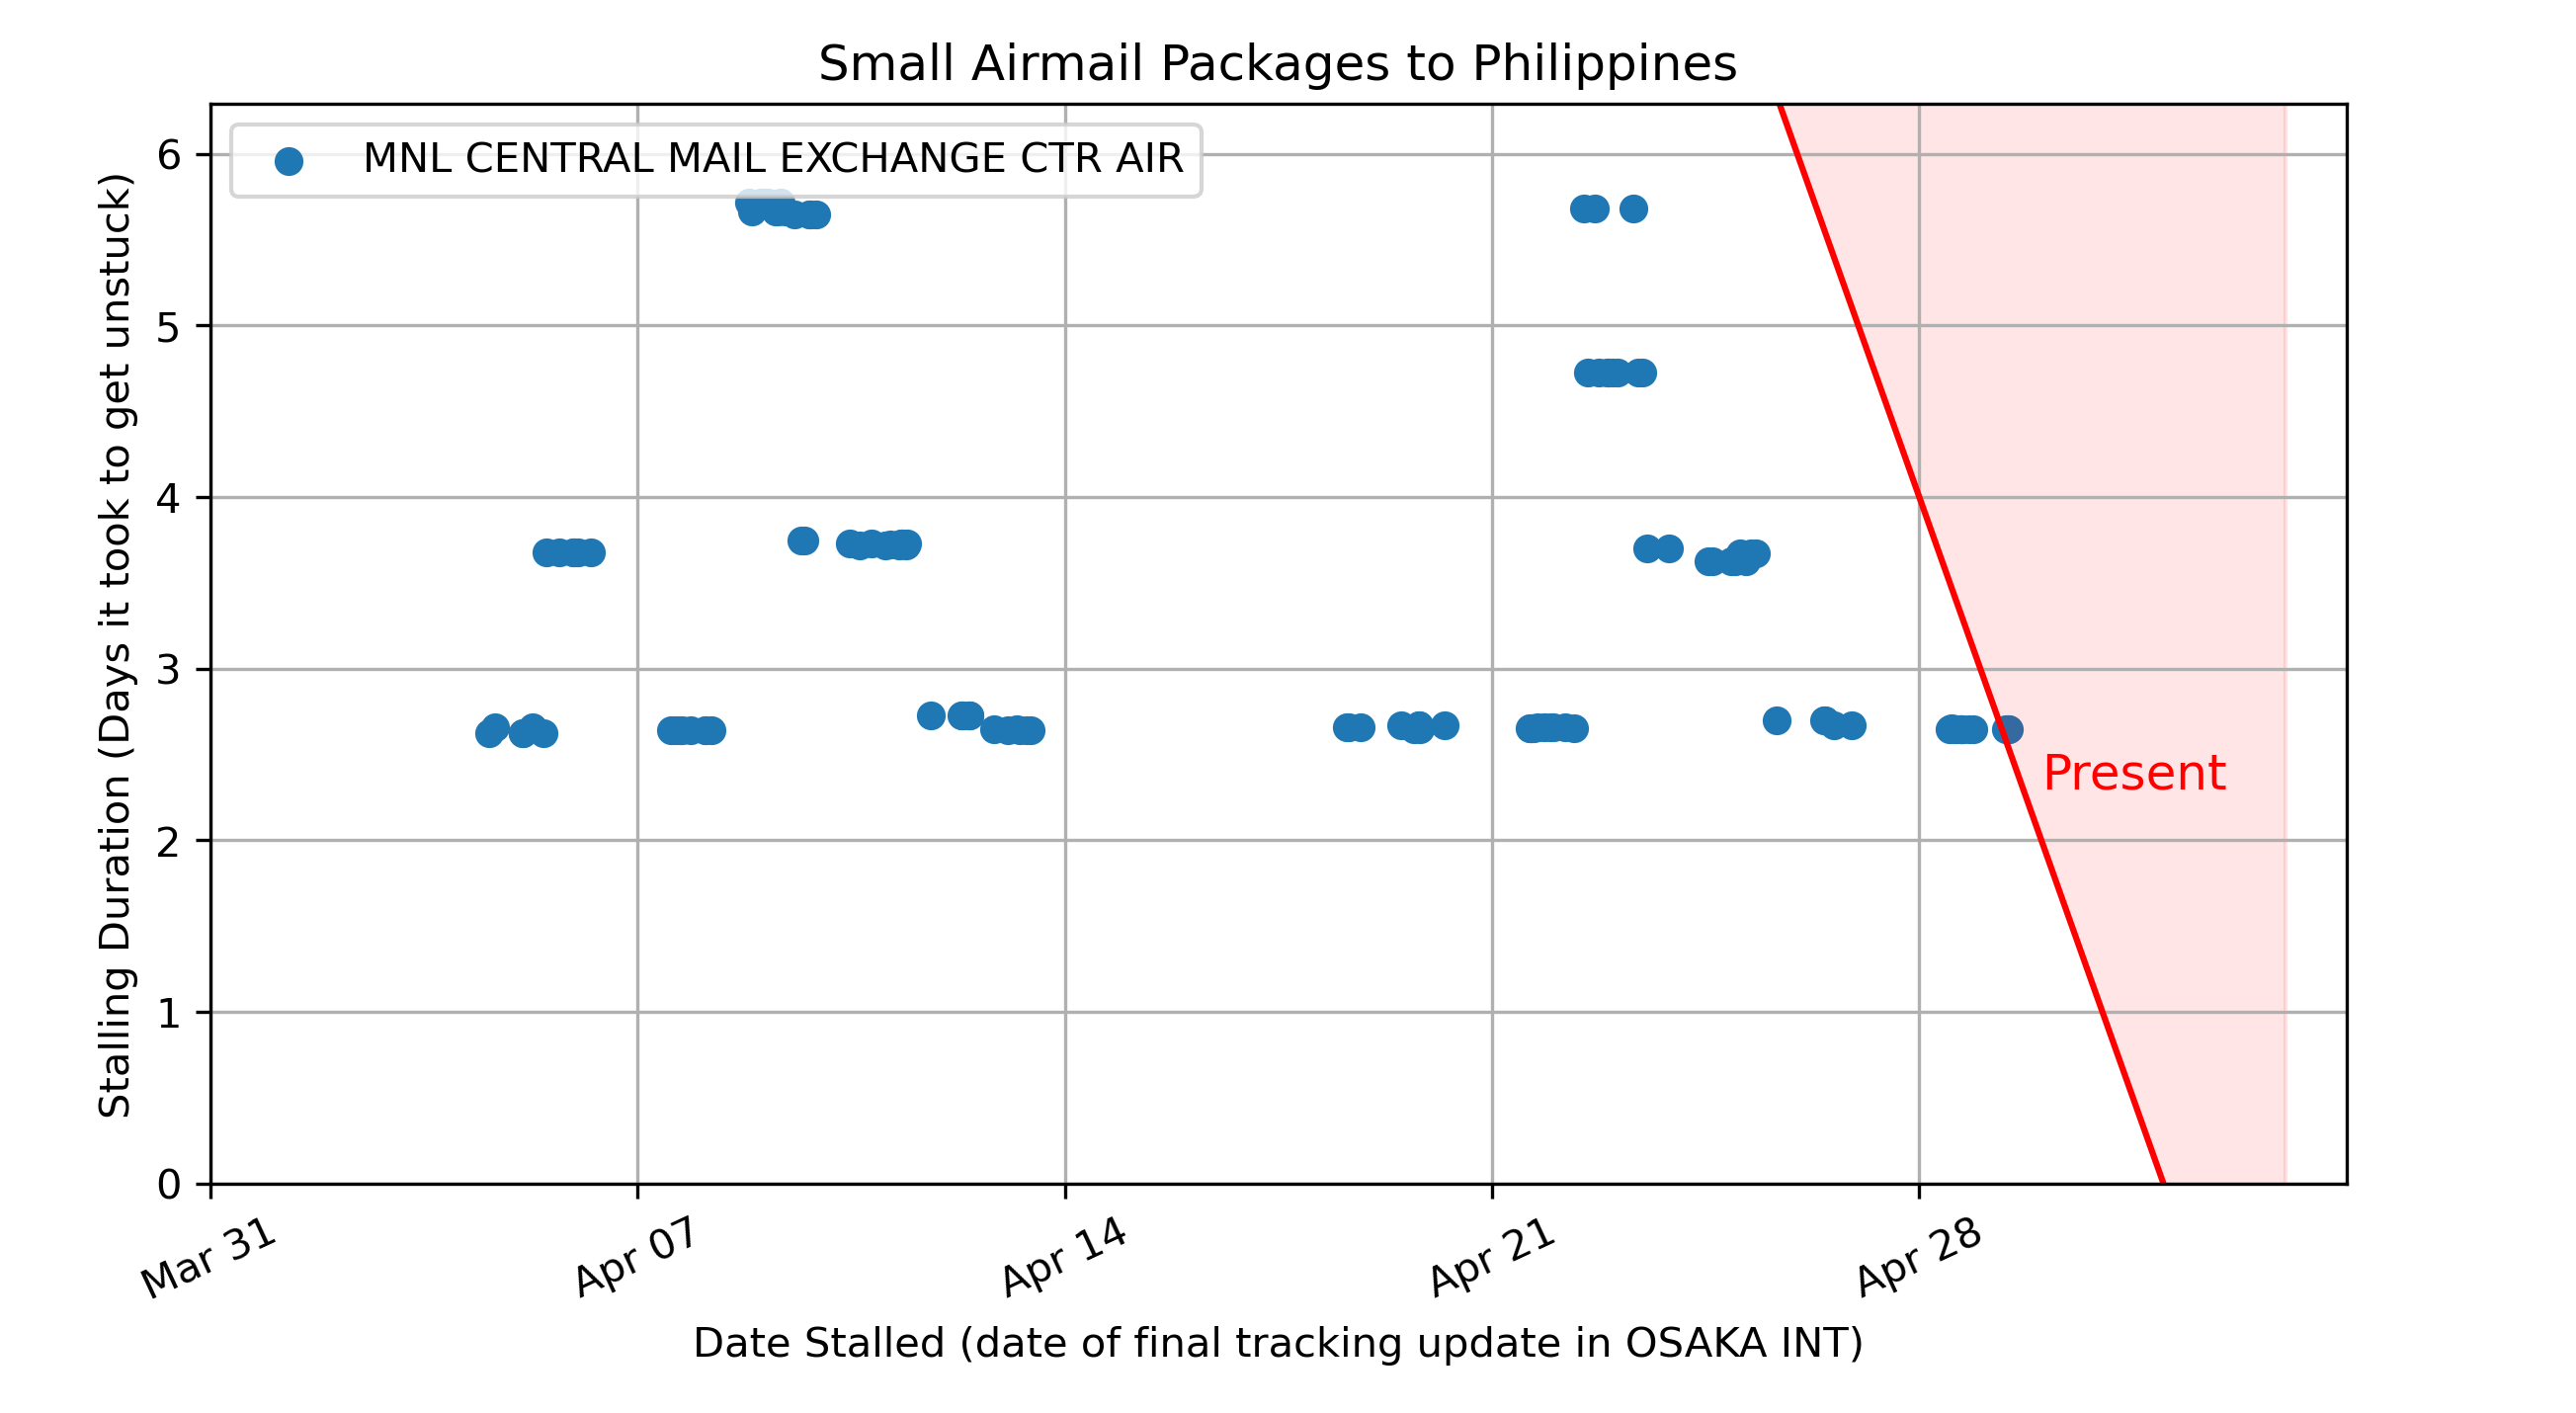 Small Airmail Packages to Philippines
MNL CENTRAL MAIL EXCHANGE CTR AIR
Stalling Duration (Days it took to get unstuck)
6
5
4
3
2
1
0
Present
Mar 31
Apr 07
Apr 14
Apr 21
Apr 28
Date Stalled (date of final tracking update in OSAKA INT)